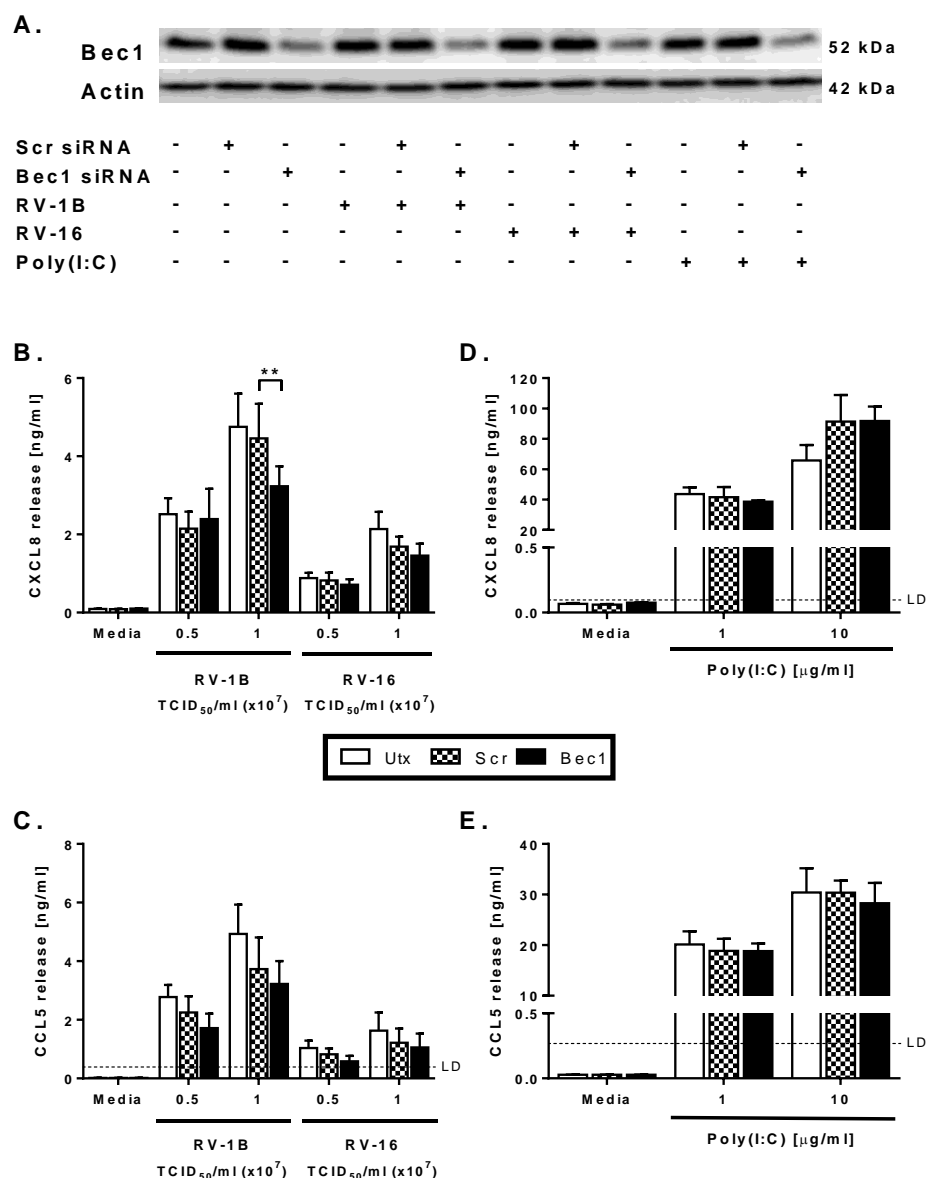 A.
Bec1 52 kDa
Actin 42 kDa
Scr siRNA - + - - + - - + - - + -
Bec1 siRNA - - + - - + - - + - - +
RV-1B - - - + + + - - - - - -
RV-16 - - - - - - + + + - - -
Poly(I:C) - - - - - - - - - + + +
B.
CXCL8 release [ng/ml]
6
**
4
2
0
Media 0.5 1 0.5 1
RV-1B RV-16
TCID50/ml (x10^7) TCID50/ml (x10^7)
D.
CXCL8 release [ng/ml]
120
100
80
60
40
20
0.5
LD
0.0
Media 1 10
Poly(I:C) [μg/ml]
Utx Scr Bec1
C.
CCL5 release [ng/ml]
8
6
4
2
LD
0
Media 0.5 1 0.5 1
RV-1B RV-16
TCID50/ml (x10^7) TCID50/ml (x10^7)
E.
CCL5 release [ng/ml]
40
30
20
10
0.5
LD
0.0
Media 1 10
Poly(I:C) [μg/ml]